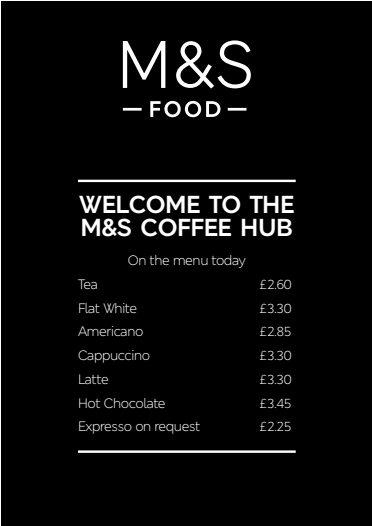 M&S
FOOD
WELCOME TO THE
M&S COFFEE HUB
On the menu today
Tea £2.60
Flat White £3.30
Americano £2.85
Cappuccino £3.30
Latte £3.30
Hot Chocolate £3.45
Expresso on request £2.25